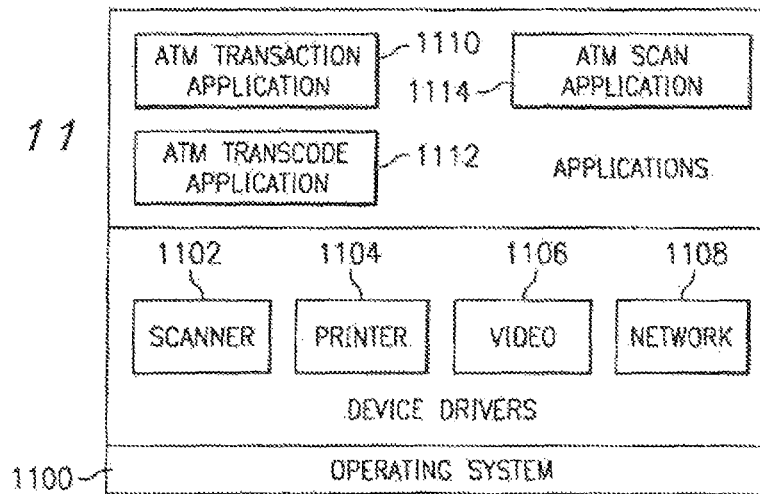 11
ATM TRANSACTION
APPLICATION
1110
ATM SCAN
APPLICATION
1114
ATM TRANSCODE
APPLICATION
1112
APPLICATIONS
1102
1104
1106
1108
SCANNER
PRINTER
VIDEO
NETWORK
DEVICE DRIVERS
1100
OPERATING SYSTEM